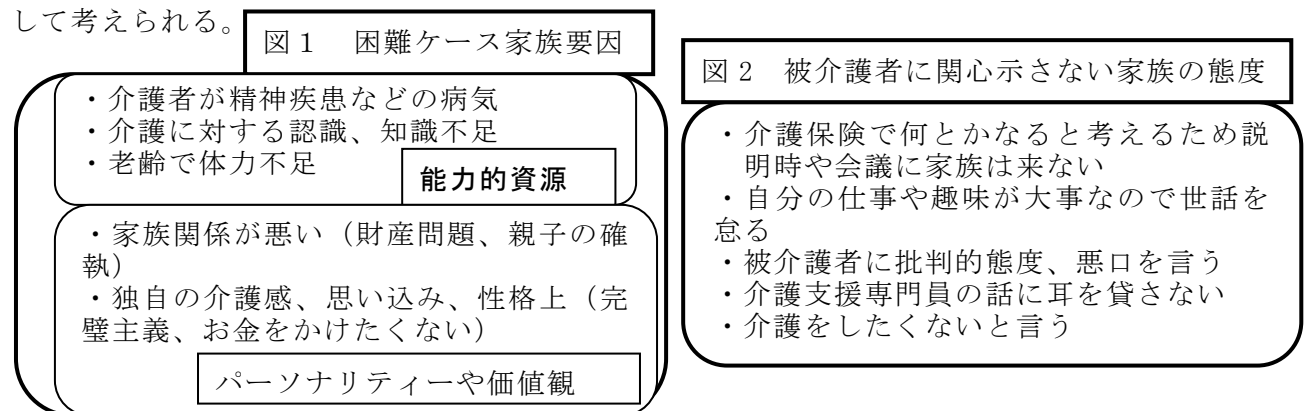 して考えられる。
図1　困難ケース家族要因
・介護者が精神疾患などの病気
・介護に対する認識、知識不足
・老齢で体力不足
能力的資源
・家族関係が悪い（財産問題、親子の確
執）
・独自の介護感、思い込み、性格上（完
璧主義、お金をかけたくない）
パーソナリティーや価値観
図2　被介護者に関心示さない家族の態度
・介護保険で何とかなると考えるため説
明時や会議に家族は来ない
・自分の仕事や趣味が大事なので世話を
怠る
・被介護者に批判的態度、悪口を言う
・介護支援専門員の話に耳を貸さない
・介護をしたくないと言う